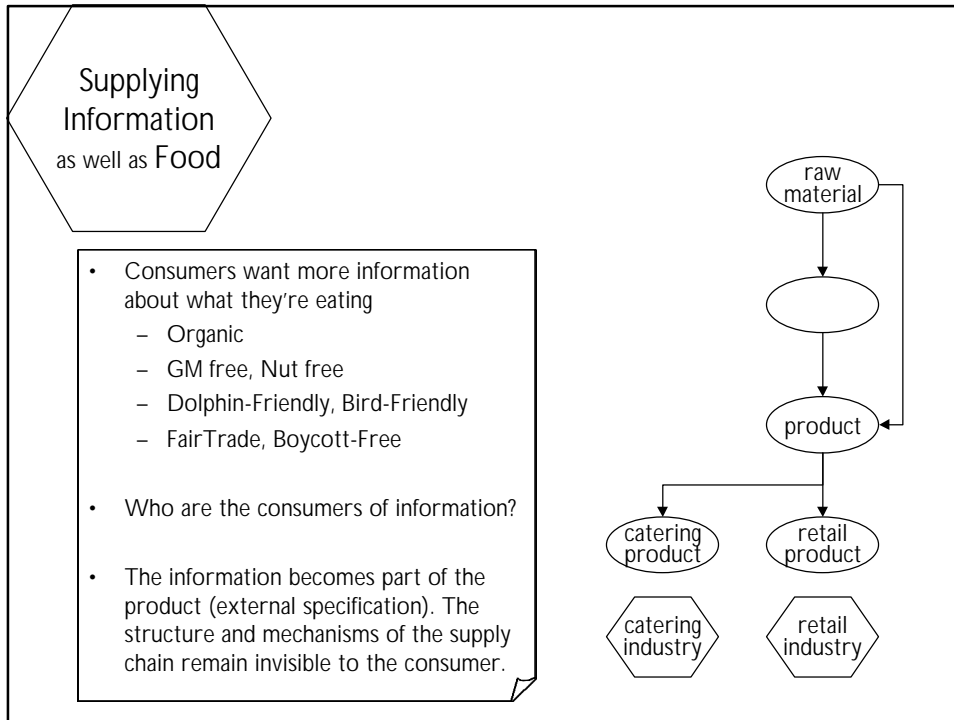 Supplying
Information
as well as Food
• Consumers want more information
about what they're eating
– Organic
– GM free, Nut free
– Dolphin-Friendly, Bird-Friendly
– FairTrade, Boycott-Free
• Who are the consumers of information?
• The information becomes part of the
product (external specification). The
structure and mechanisms of the supply
chain remain invisible to the consumer.
raw
material
product
catering
product
retail
product
catering
industry
retail
industry